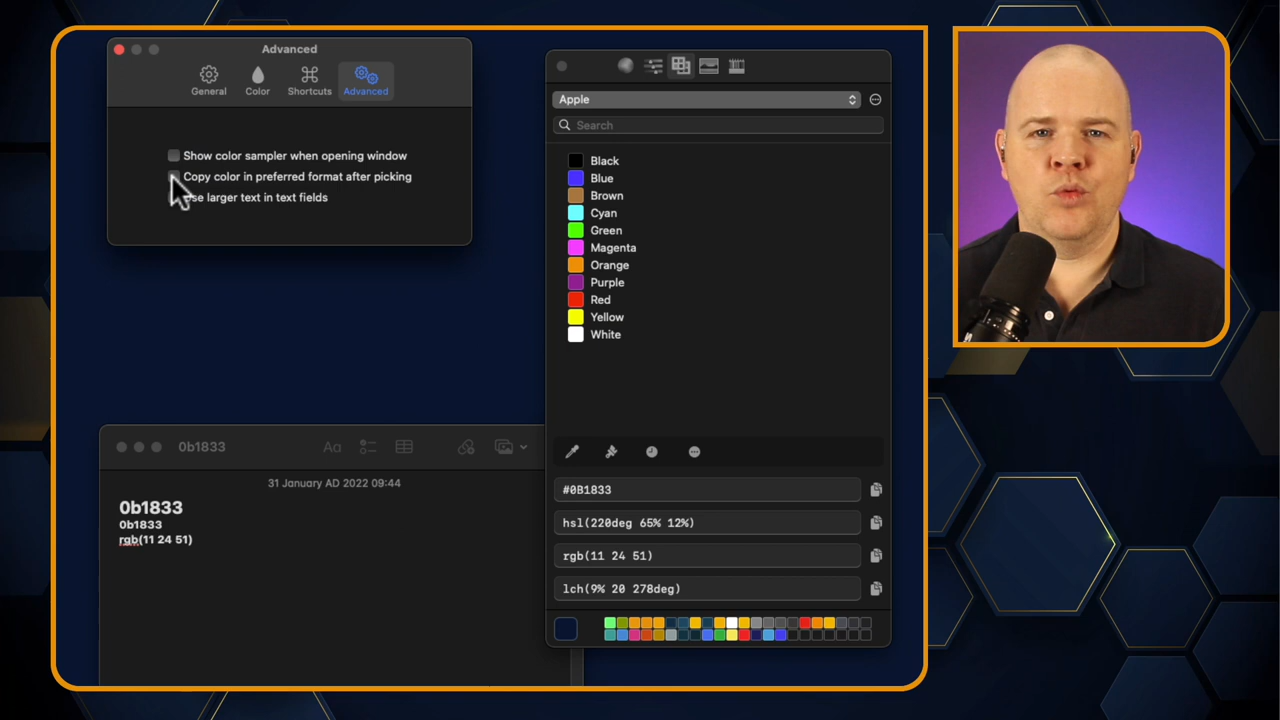 Advanced
General
Color
Shortcuts
Advanced
Show color sampler when opening window
Copy color in preferred format after picking
larger text in text fields
Apple
Search
Black
Blue
Brown
Cyan
Green
Magenta
Orange
Purple
Red
Yellow
White
#0B1833
hsl(220deg 65% 12%)
rgb(11 24 51)
lch(9% 20 278deg)
0b1833
Aa
31 January AD 2022 09:44
0b1833
0b1833
rgb(11 24 51)